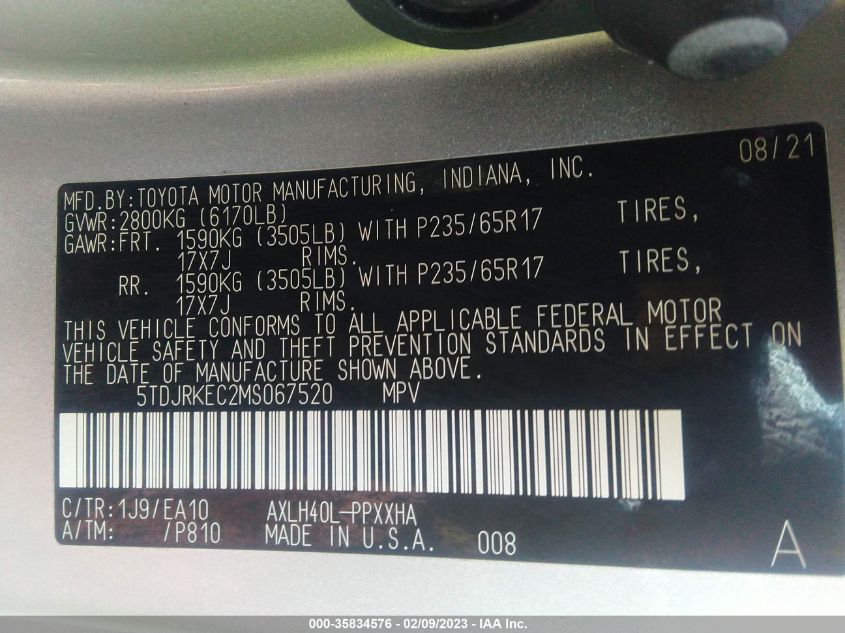 08/21
MFD.BY:TOYOTA MOTOR MANUFACTURING, INDIANA, INC.
GVWR:2800KG (6170LB)
GAWR:FRT. 1590KG (3505LB) WITH P235/65R17 TIRES,
17X7J RIMS.
RR. 1590KG (3505LB) WITH P235/65R17 TIRES,
17X7J RIMS.
THIS VEHICLE CONFORMS TO ALL APPLICABLE FEDERAL MOTOR
VEHICLE SAFETY AND THEFT PREVENTION STANDARDS IN EFFECT ON
THE DATE OF MANUFACTURE SHOWN ABOVE.
5TDJRKEC2MS067520 MPV
C/TR:1J9/EA10 AXLH40L-PPXXHA
A/TM: /P810 MADE IN U.S.A. 008
A
000-35834576 - 02/09/2023 - IAA Inc.